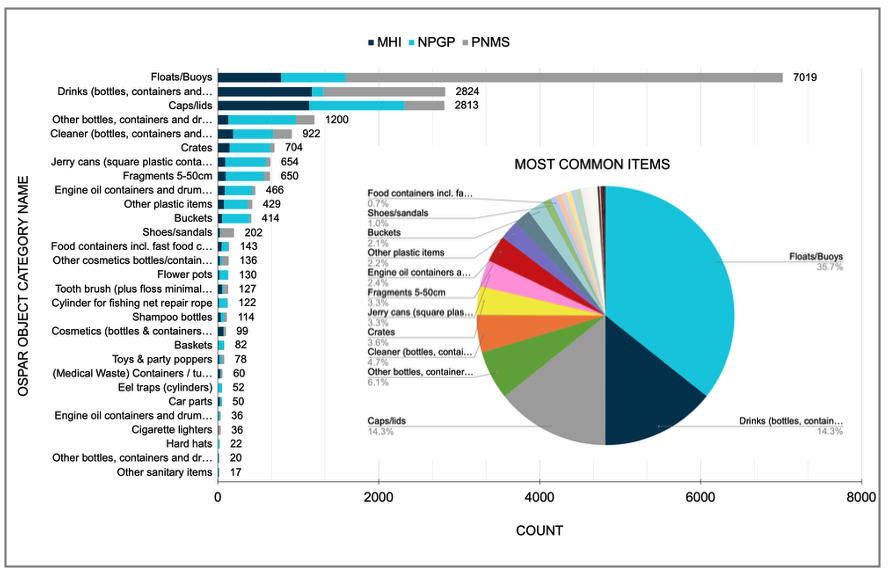 MHI NPGP PNMS
Floats/Buoys 7019
Drinks (bottles, containers and... 2824
Caps/lids 2813
Other bottles, containers and dr... 1200
Cleaner (bottles, containers and... 922
Crates 704
Jerry cans (square plastic conta... 654
Fragments 5-50cm 650
Engine oil containers and drum... 466
Other plastic items 429
Buckets 414
Shoes/sandals 202
Food containers incl. fast food c... 143
Other cosmetics bottles/contain... 136
Flower pots 130
Tooth brush (plus floss minimal... 127
Cylinder for fishing net repair rope 122
Shampoo bottles 114
Cosmetics (bottles & containers... 99
Baskets 82
Toys & party poppers 78
(Medical Waste) Containers / tu... 60
Eel traps (cylinders) 52
Car parts 50
Engine oil containers and drum... 36
Cigarette lighters 36
Hard hats 22
Other bottles, containers and dr... 20
Other sanitary items 17
OSPAR OBJECT CATEGORY NAME
0 2000 4000 6000 8000
COUNT
MOST COMMON ITEMS
Food containers incl. fa...
0.7%
Shoes/sandals
1.0%
Buckets
2.1%
Other plastic items
2.2%
Engine oil containers a...
2.4%
Fragments 5-50cm
3.3%
Jerry cans (square plas...
3.3%
Crates
3.6%
Cleaner (bottles, contai...
4.7%
Other bottles, container...
6.1%
Caps/lids
14.3%
Floats/Buoys
35.7%
Drinks (bottles, contain...
14.3%